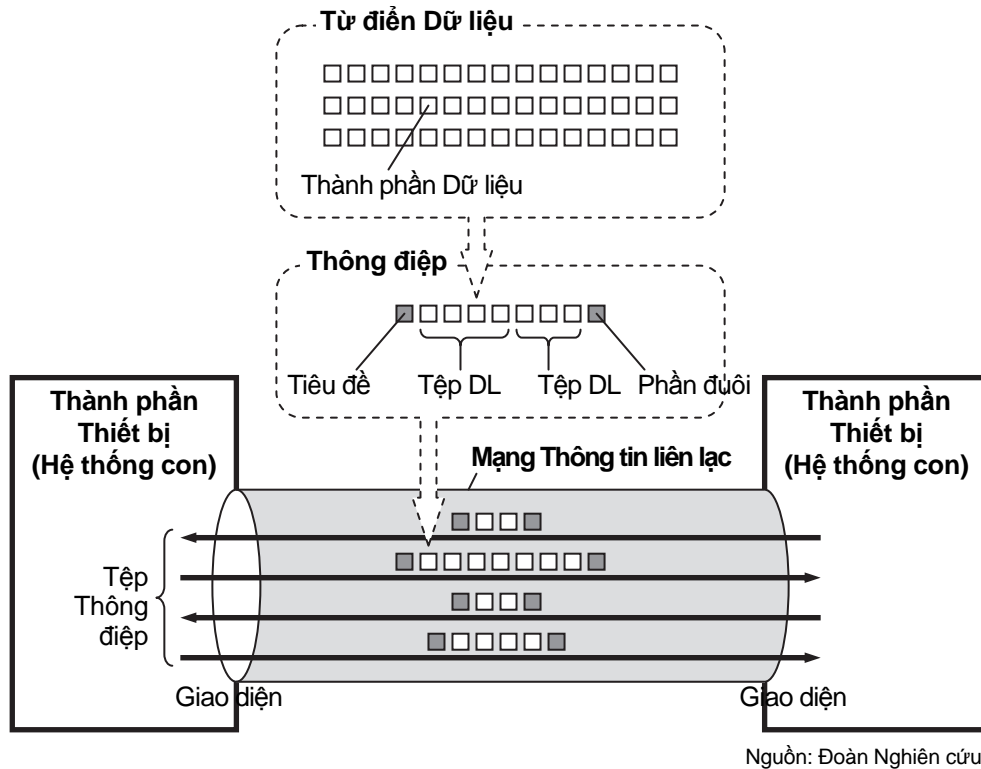 Từ điển Dữ liệu
Thành phần Dữ liệu
Thông điệp
Tiêu đề
Tệp DL
Tệp DL
Phần đuôi
Thành phần
Thiết bị
(Hệ thống con)
Thành phần
Thiết bị
(Hệ thống con)
Mạng Thông tin liên lạc
Tệp
Thông
điệp
Giao diện
Giao diện
Nguồn: Đoàn Nghiên cứu